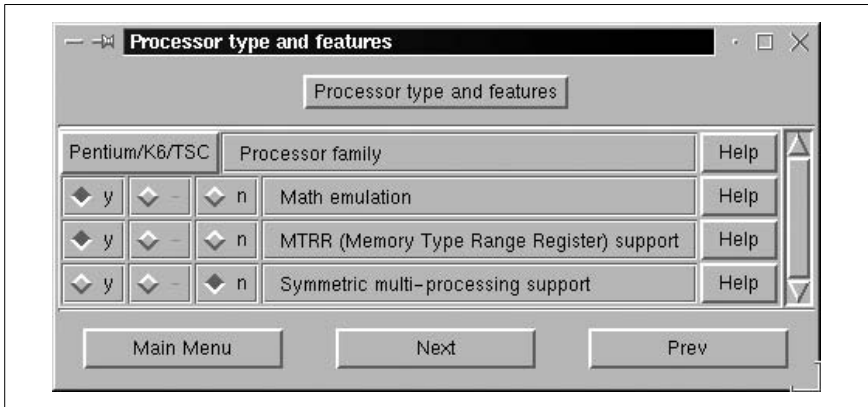 Processor type and features
Processor type and features
Pentium/K6/TSC Processor family Help
y - n Math emulation Help
y - n MTRR (Memory Type Range Register) support Help
y - n Symmetric multi-processing support Help
Main Menu Next Prev